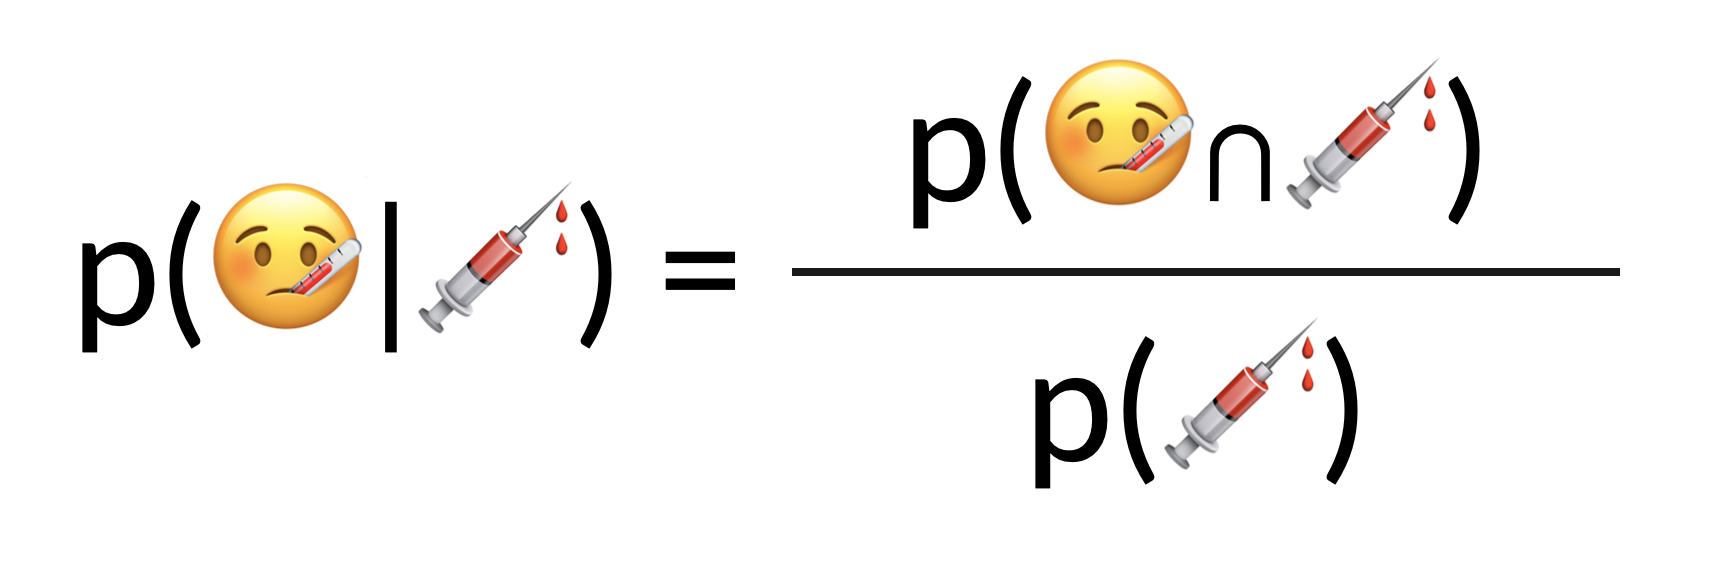 p(🤒|💉) = p(🤒∩💉)
p(💉)